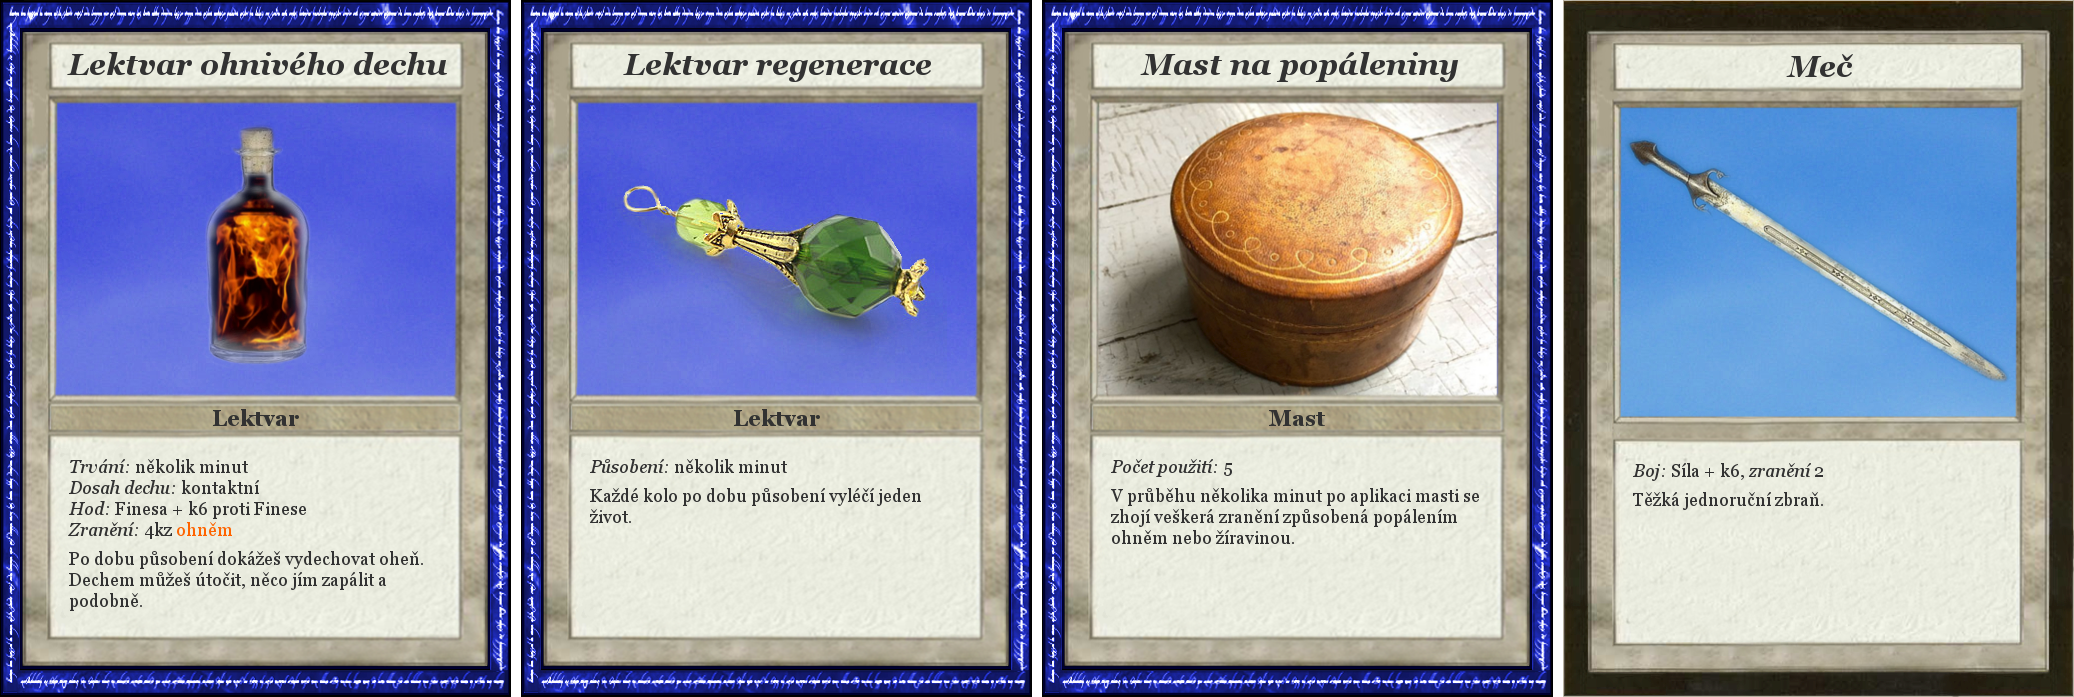 Lektvar ohnivého dechu
Lektvar
Trvání: několik minut
Dosah dechu: kontaktní
Hod: Finesa + k6 proti Finese
Zranění: 4kz ohněm
Po dobu působení dokážeš vydechovat oheň.
Dechem můžeš útočit, něco jím zapálit a
podobně.
Lektvar regenerace
Lektvar
Působení: několik minut
Každé kolo po dobu působení vyléčí jeden
život.
Mast na popáleniny
Mast
Počet použití: 5
V průběhu několika minut po aplikaci masti se
zhojí veškerá zranění způsobená popálením
ohněm nebo žíravinou.
Meč
Boj: Síla + k6, zranění 2
Těžká jednoruční zbraň.